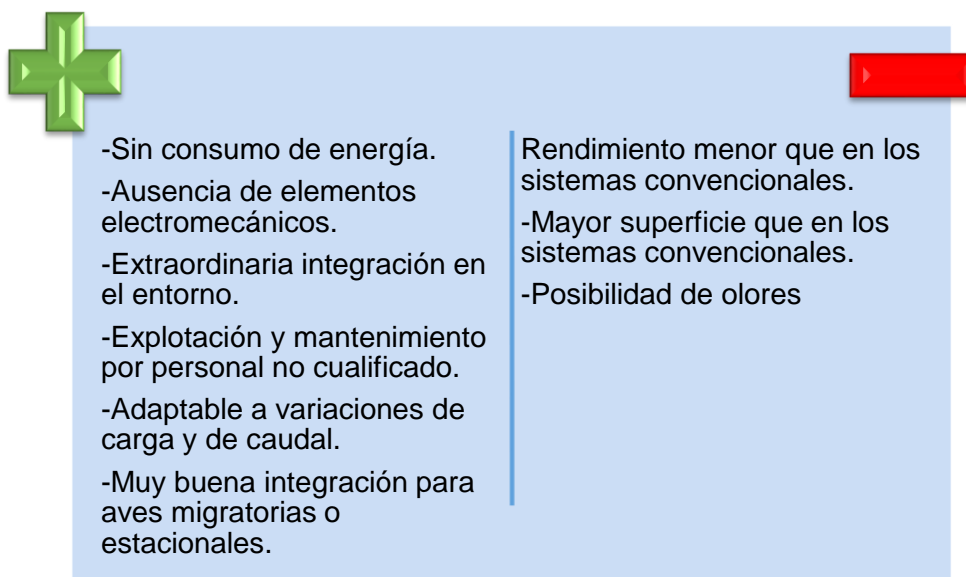 -Sin consumo de energía.
-Ausencia de elementos
electromecánicos.
-Extraordinaria integración en
el entorno.
-Explotación y mantenimiento
por personal no cualificado.
-Adaptable a variaciones de
carga y de caudal.
-Muy buena integración para
aves migratorias o
estacionales.
Rendimiento menor que en los
sistemas convencionales.
-Mayor superficie que en los
sistemas convencionales.
-Posibilidad de olores